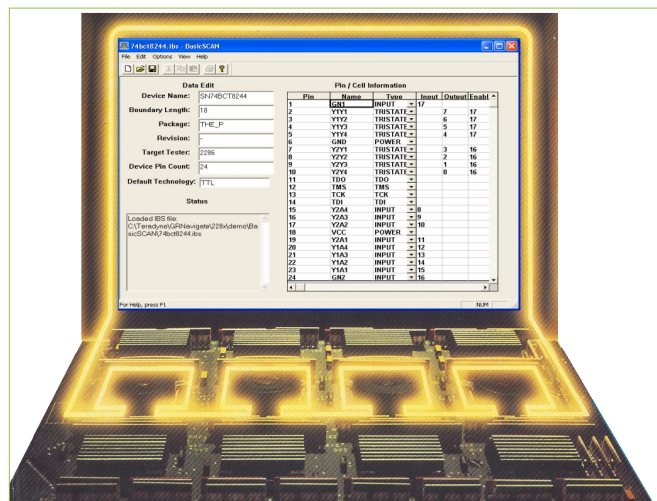 74bct8244.ibs - BasicSCAN
File Edit Options View Help
Data Edit
Device Name: SN74BCT8244
Boundary Length: 18
Package: THE_P
Revision: -
Target Tester: 2286
Device Pin Count: 24
Default Technology: TTL
Status
Loaded IBS file:
C:\Teradyne\GRNavigate\228x\demo\Ba
sicSCAN\74bct8244.ibs
Pin / Cell Information
Pin Name Type Input Output Enabl
1 GN1 INPUT 17
2 Y1Y1 TRISTATE 7 17
3 Y1Y2 TRISTATE 6 17
4 Y1Y3 TRISTATE 5 17
5 Y1Y4 TRISTATE 4 17
6 GND POWER
7 Y2Y1 TRISTATE 3 16
8 Y2Y2 TRISTATE 2 16
9 Y2Y3 TRISTATE 1 16
10 Y2Y4 TRISTATE 0 16
11 TDO TDO
12 TMS TMS
13 TCK TCK
14 TDI TDI
15 Y2A4 INPUT 8
16 Y2A3 INPUT 9
17 Y2A2 INPUT 10
18 VCC POWER
19 Y2A1 INPUT 11
20 Y1A4 INPUT 12
21 Y1A3 INPUT 13
22 Y1A2 INPUT 14
23 Y1A1 INPUT 15
24 GN2 INPUT 16
For Help, press F1
NUM